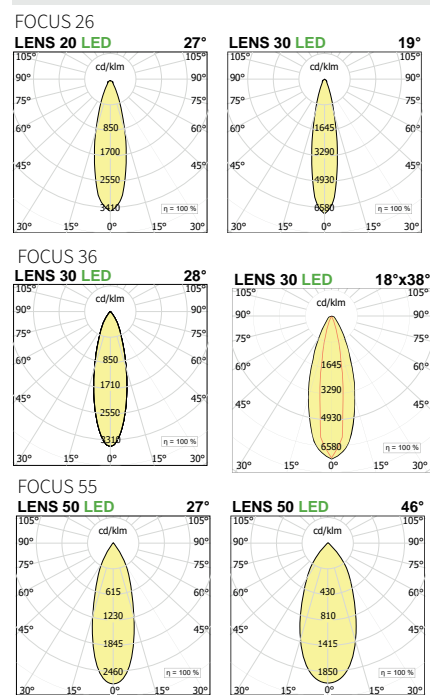 FOCUS 26
LENS 20 LED 27°
105° 105°
cd/klm
90° 90°
75° 75°
850
60° 60°
1700
45° 45°
2550
3410
η = 100 %
30° 15° 0° 15° 30°
LENS 30 LED 19°
105° 105°
cd/klm
90° 90°
75° 75°
1645
60° 60°
3290
45° 45°
4930
6580
η = 100 %
30° 15° 0° 15° 30°
FOCUS 36
LENS 30 LED 28°
105° 105°
cd/klm
90° 90°
75° 75°
850
60° 60°
1710
45° 45°
2550
3310
η = 100 %
30° 15° 0° 15° 30°
LENS 30 LED 18°x38°
105° 105°
cd/klm
90° 90°
75° 75°
1645
60° 60°
3290
45° 45°
4930
6580
η = 100 %
30° 15° 0° 15° 30°
FOCUS 55
LENS 50 LED 27°
105° 105°
cd/klm
90° 90°
75° 75°
615
60° 60°
1230
45° 45°
1845
2460
η = 100 %
30° 15° 0° 15° 30°
LENS 50 LED 46°
105° 105°
cd/klm
90° 90°
75° 75°
430
60° 60°
810
45° 45°
1415
1850
η = 100 %
30° 15° 0° 15° 30°